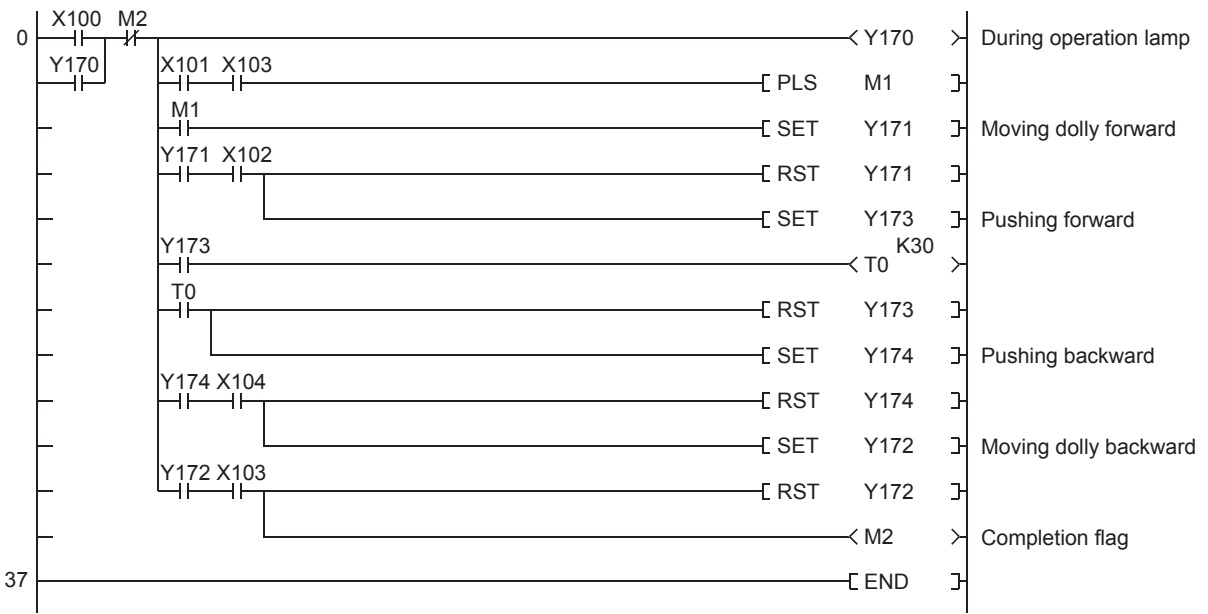 X100 M2
0 Y170 During operation lamp
Y170 X101 X103
PLS M1
M1
SET Y171 Moving dolly forward
Y171 X102
RST Y171
SET Y173 Pushing forward
Y173 K30
T0
T0
RST Y173
SET Y174 Pushing backward
Y174 X104
RST Y174
SET Y172 Moving dolly backward
Y172 X103
RST Y172
M2 Completion flag
37 END